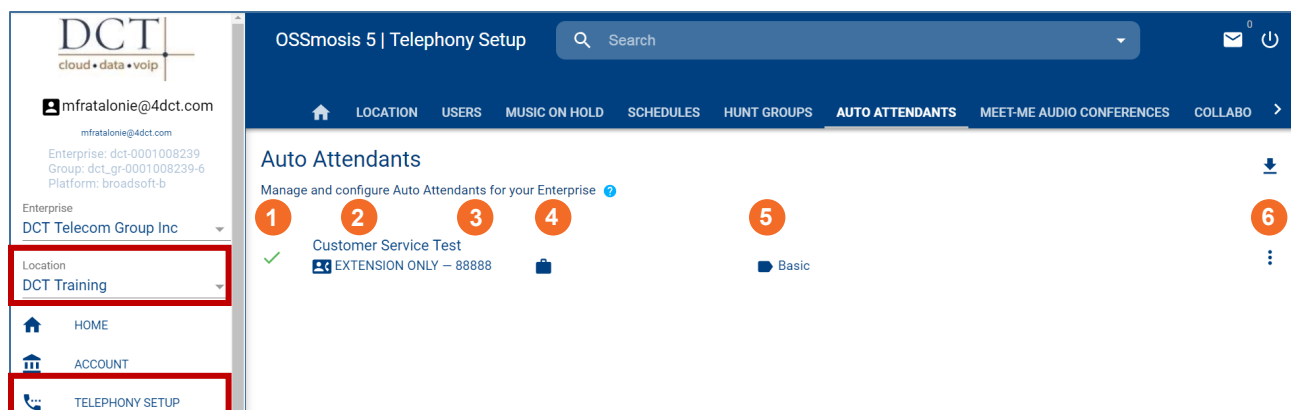 DCT
cloud • data • voip
mfratalonie@4dct.com
mfratalonie@4dct.com
Enterprise: dct-0001008239
Group: dct_gr-0001008239-6
Platform: broadsoft-b
Enterprise
DCT Telecom Group Inc
Location
DCT Training
HOME
ACCOUNT
TELEPHONY SETUP
OSSmosis 5 | Telephony Setup
Search
0
LOCATION USERS MUSIC ON HOLD SCHEDULES HUNT GROUPS AUTO ATTENDANTS MEET-ME AUDIO CONFERENCES COLLABO
Auto Attendants
Manage and configure Auto Attendants for your Enterprise ?
1 2 3 4 5 6
Customer Service Test
EXTENSION ONLY – 88888 Basic